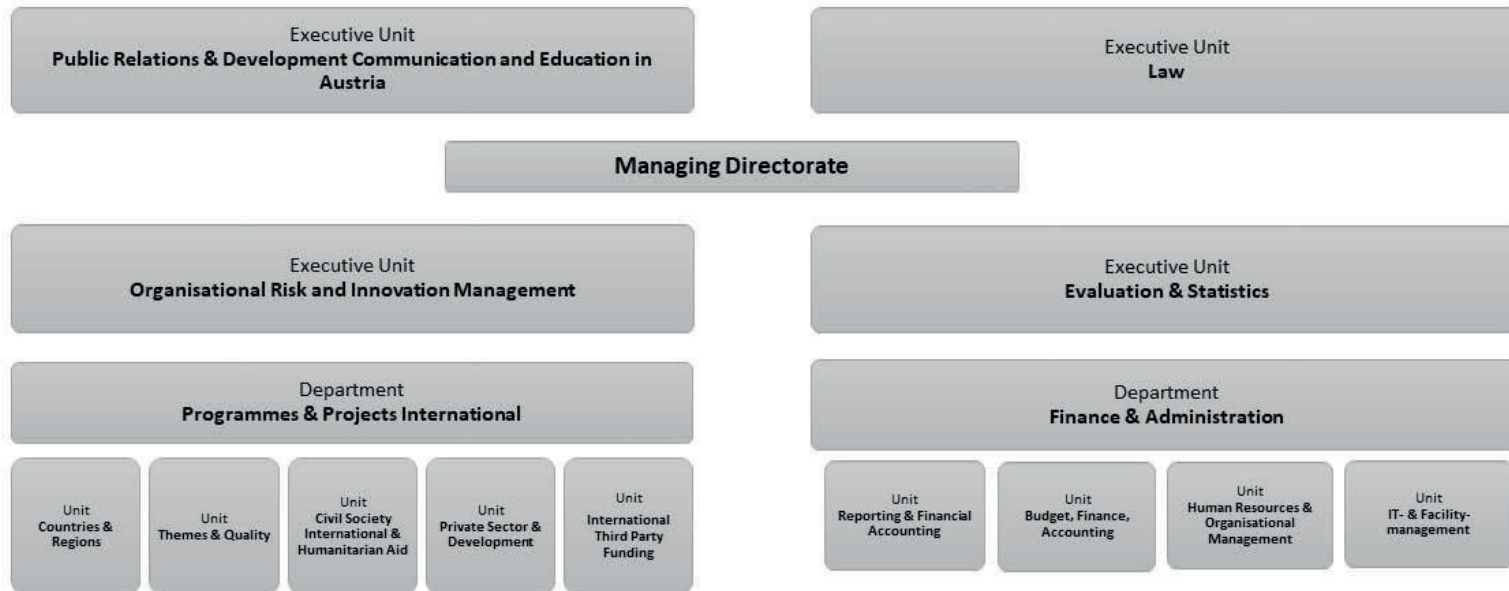 Executive Unit
Public Relations & Development Communication and Education in
Austria
Executive Unit
Law
Managing Directorate
Executive Unit
Organisational Risk and Innovation Management
Executive Unit
Evaluation & Statistics
Department
Programmes & Projects International
Department
Finance & Administration
Unit
Countries &
Regions
Unit
Themes & Quality
Unit
Civil Society
International &
Humanitarian Aid
Unit
Private Sector &
Development
Unit
International
Third Party
Funding
Unit
Reporting & Financial
Accounting
Unit
Budget, Finance,
Accounting
Unit
Human Resources &
Organisational
Management
Unit
IT- & Facility-
management